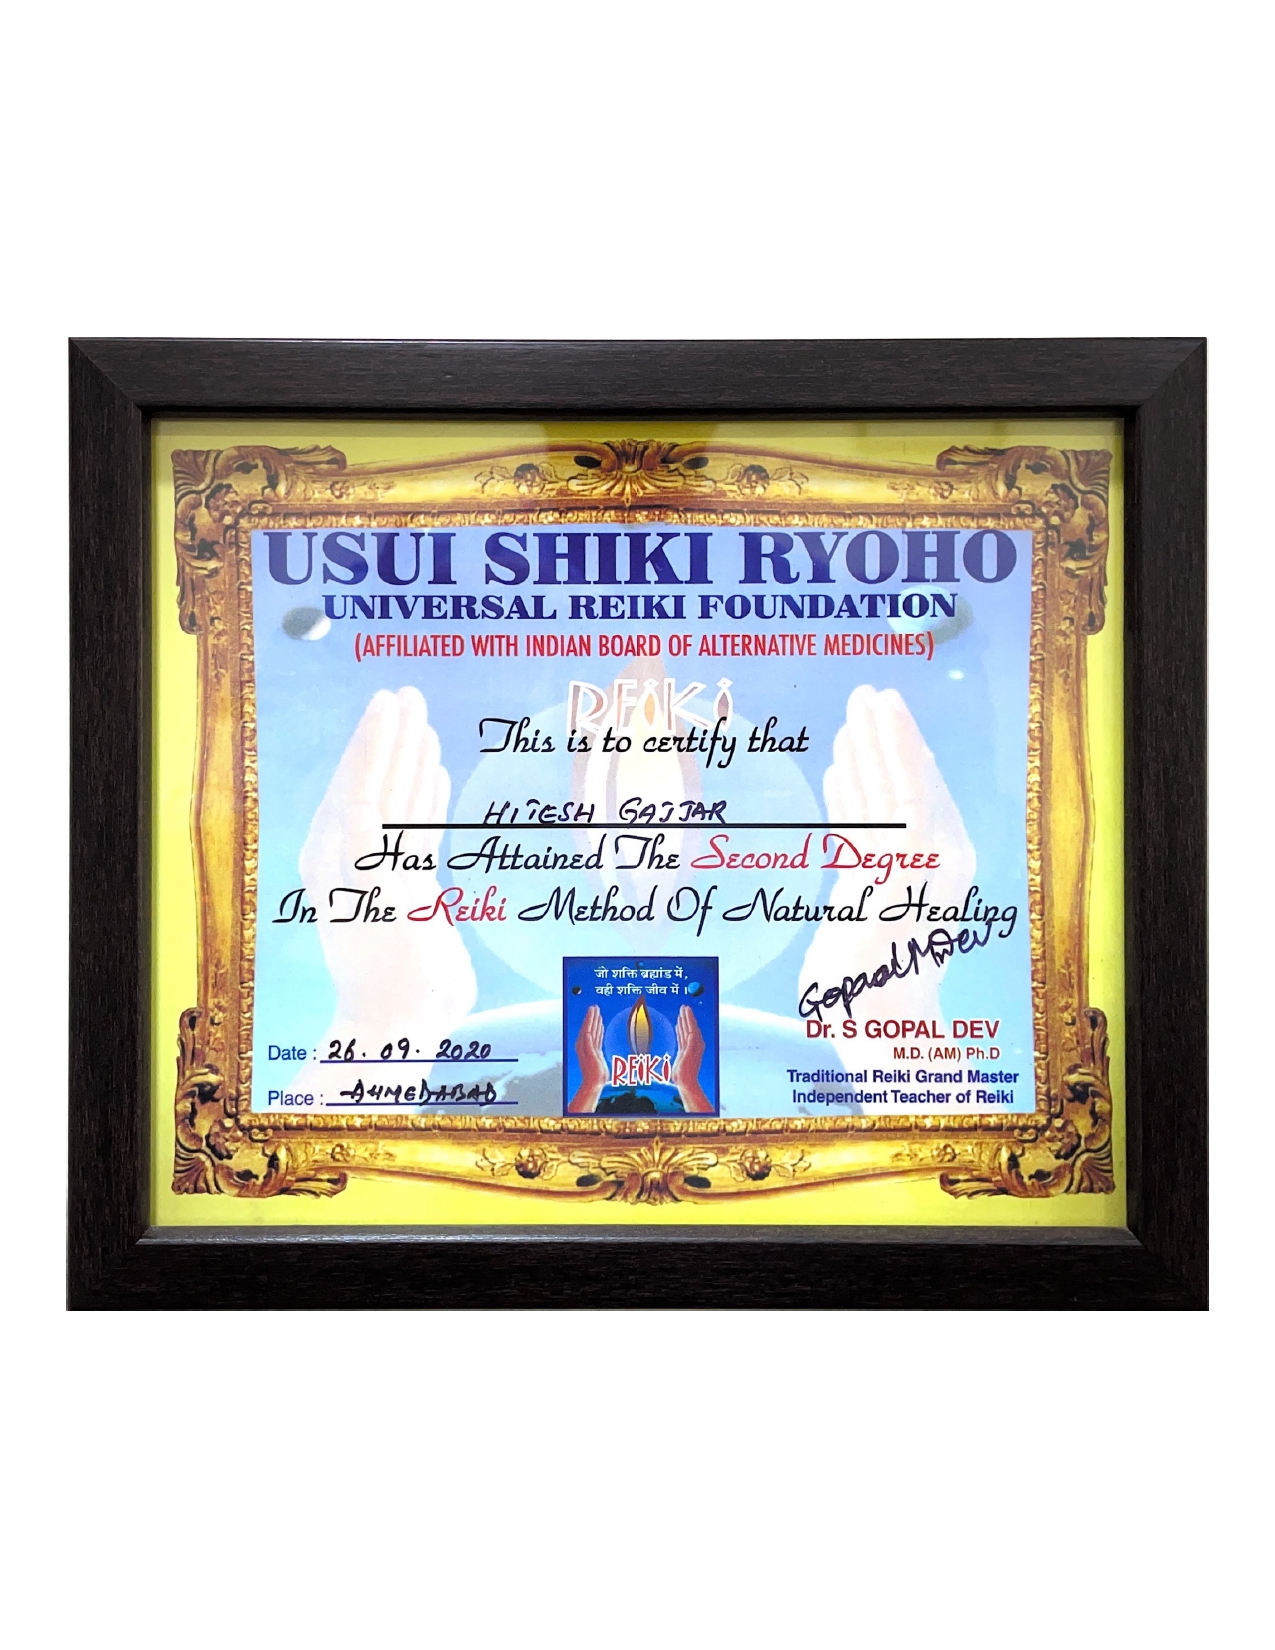 USUI SHIKI RYOHO
UNIVERSAL REIKI FOUNDATION
(AFFILIATED WITH INDIAN BOARD OF ALTERNATIVE MEDICINES)
REiKi
This is to certify that
HITESH GAJJAR
Has Attained The Second Degree
In The Reiki Method Of Natural Healing
जो शक्ति ब्रह्मांड में,
वही शक्ति जीव में ।
REiKi
Date : 26.09.2020
Place : AHMEDABAD
Gopaal M Dev
Dr. S GOPAL DEV
M.D. (AM) Ph.D
Traditional Reiki Grand Master
Independent Teacher of Reiki